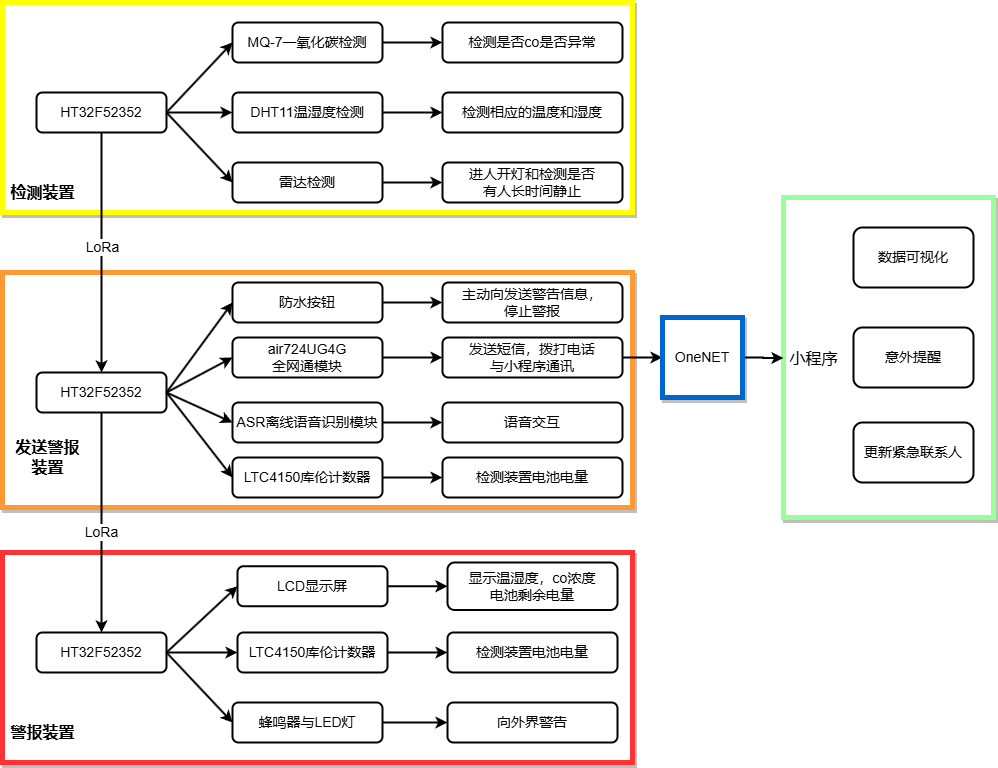 MQ-7一氧化碳检测
检测是否co是否异常
HT32F52352
DHT11温湿度检测
检测相应的温度和湿度
雷达检测
进人开灯和检测是否
有人长时间静止
检测装置
LoRa
防水按钮
主动向发送警告信息，
停止警报
air724UG4G
全网通模块
发送短信，拨打电话
与小程序通讯
HT32F52352
ASR离线语音识别模块
语音交互
发送警报
装置
LTC4150库伦计数器
检测装置电池电量
OneNET
小程序
数据可视化
意外提醒
更新紧急联系人
LoRa
LCD显示屏
显示温湿度，co浓度
电池剩余电量
HT32F52352
LTC4150库伦计数器
检测装置电池电量
蜂鸣器与LED灯
向外界警告
警报装置